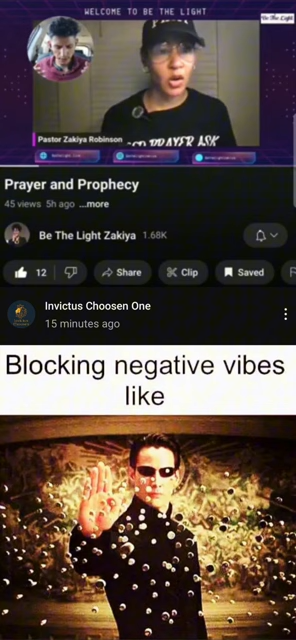 WELCOME TO BE THE LIGHT
Be The Light
Pastor Zakiya Robinson
PRAYER ASK
Prayer and Prophecy
45 views 5h ago ...more
Be The Light Zakiya 1.68K
12 Share Clip Saved
Invictus Choosen One
15 minutes ago
Blocking negative vibes
like